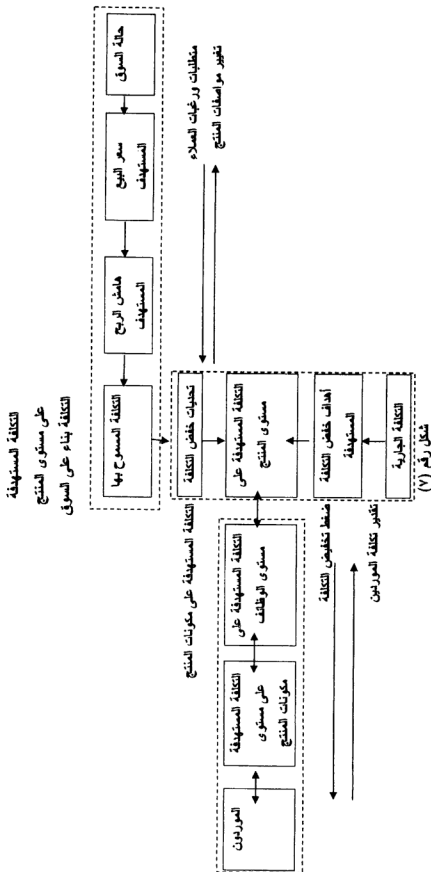 التكلفة المستهدفة
على مستوى المنتج
التكلفة بناء على السوق
حالة السوق
سعر البيع
المستهدف
هامش الربح
المستهدف
التكلفة المسموح بها
متطلبات ورغبات العملاء
تغيير مواصفات المنتج
تحديات خفض التكلفة
التكلفة المستهدفة على
مستوى المنتج
أهداف خفض التكلفة
المستهدفة
التكلفة الجارية
التكلفة المستهدفة على مكونات المنتج
التكلفة المستهدفة على
مستوى الوظائف
التكلفة المستهدفة
على مستوى
مكونات المنتج
الموردون
ضغط تخفيض التكلفة
تقدير تكلفة الموردين
شكل رقم (٧)